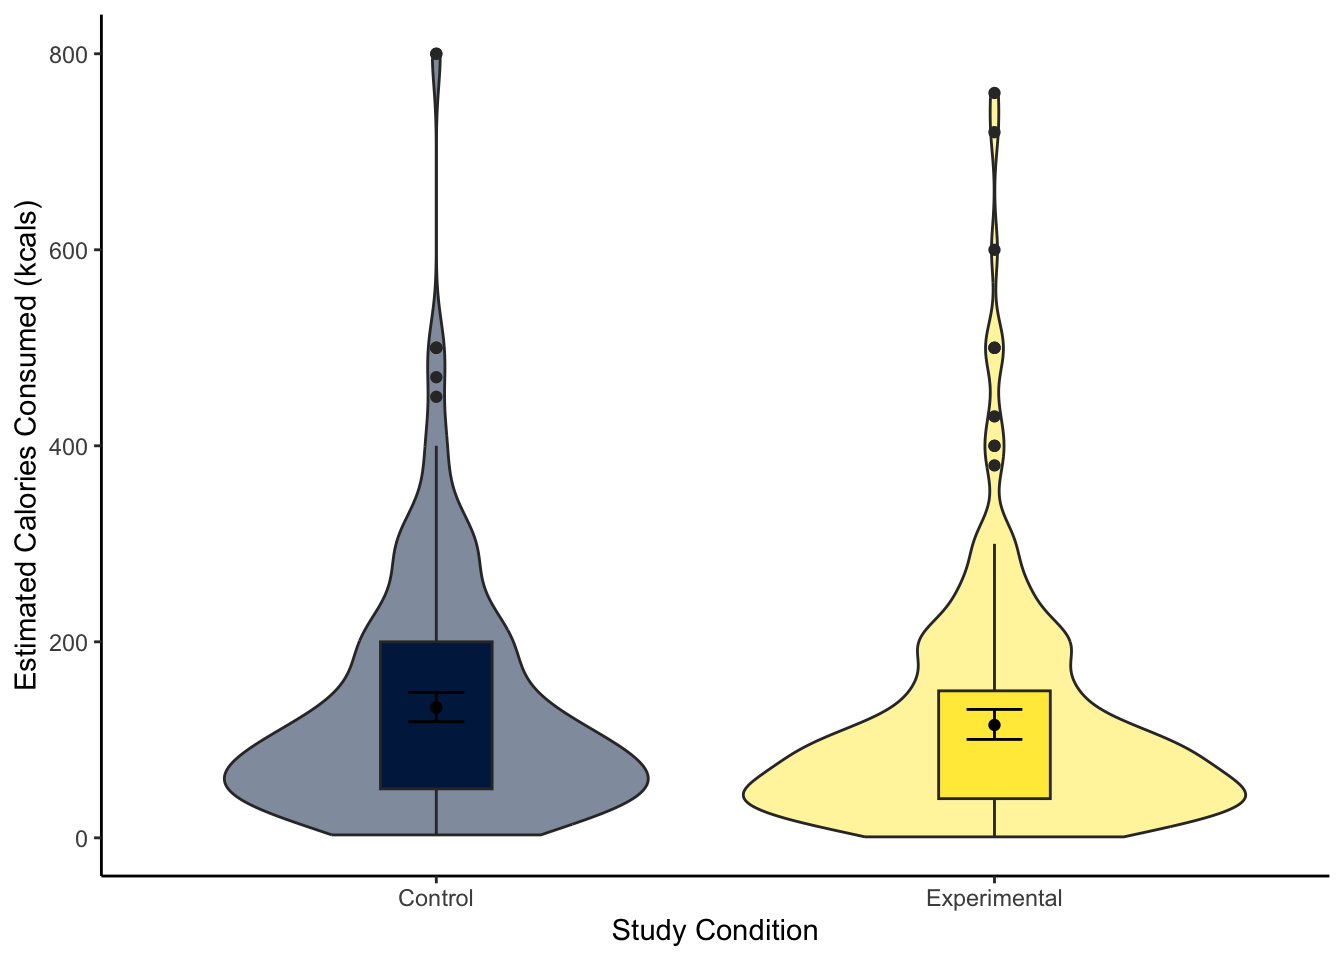 Estimated Calories Consumed (kcals)
800
600
400
200
0
Control
Experimental
Study Condition